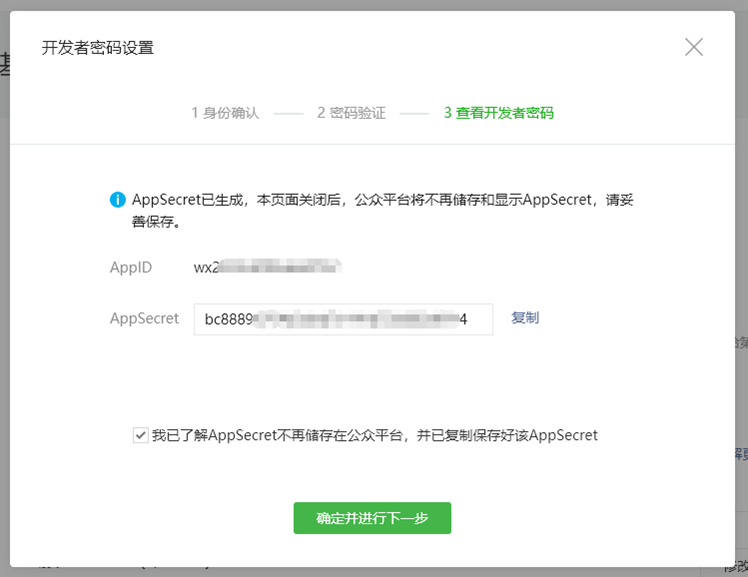 开发者密码设置
1 身份确认 2 密码验证 3 查看开发者密码
AppSecret已生成，本页面关闭后，公众平台将不再储存和显示AppSecret，请妥
善保存。
AppID wx2
AppSecret bc8889 4 复制
我已了解AppSecret不再储存在公众平台，并已复制保存好该AppSecret
确定并进行下一步
修改